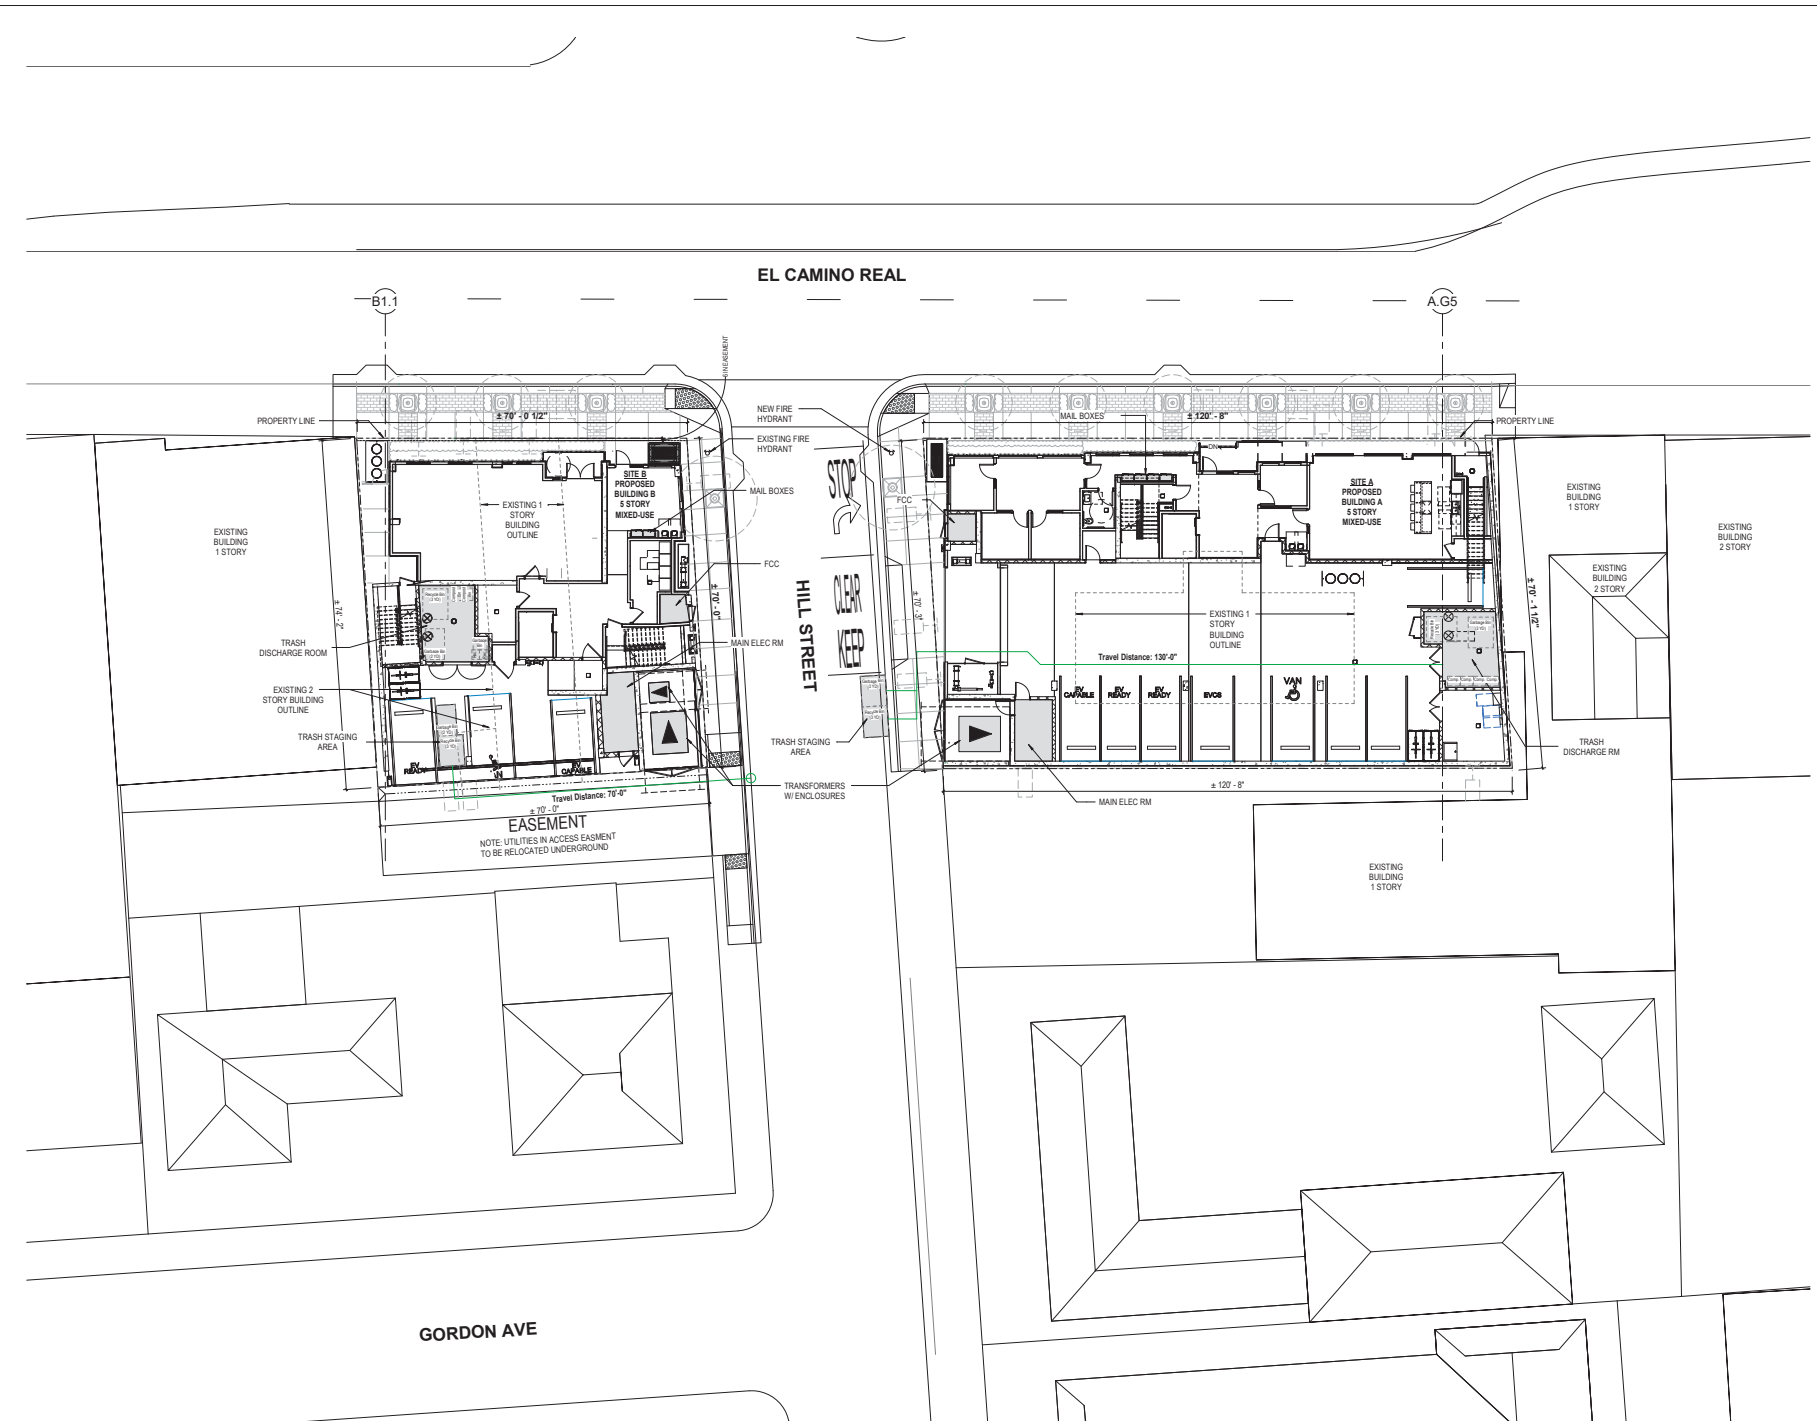 EL CAMINO REAL
B1.1
A.G5
PROPERTY LINE
± 70' - 0 1/2"
NEW FIRE
HYDRANT
EXISTING FIRE
HYDRANT
MAIL BOXES
FCC
MAIN ELEC RM
SITE B
PROPOSED
BUILDING B
5 STORY
MIXED-USE
EXISTING 1
STORY
BUILDING
OUTLINE
EXISTING
BUILDING
1 STORY
± 74' - 2"
± 70' - 0"
TRASH
DISCHARGE ROOM
EXISTING 2
STORY BUILDING
OUTLINE
TRASH STAGING
AREA
EV
READY
EV
CAPABLE
Travel Distance: 70'-0"
± 70' - 0"
EASEMENT
NOTE: UTILITIES IN ACCESS EASMENT
TO BE RELOCATED UNDERGROUND
STOP
CLEAR
KEEP
HILL STREET
TRASH STAGING
AREA
TRANSFORMERS
W/ ENCLOSURES
FCC
MAIL BOXES
± 120' - 8"
PROPERTY LINE
DN
SITE A
PROPOSED
BUILDING A
5 STORY
MIXED-USE
± 70' - 3"
EXISTING 1
STORY
BUILDING
OUTLINE
Travel Distance: 130'-0"
EV
CAPABLE
EV
READY
EV
READY
EVCS
VAN
± 70' - 1 1/2"
TRASH
DISCHARGE RM
± 120' - 8"
MAIN ELEC RM
EXISTING
BUILDING
1 STORY
EXISTING
BUILDING
2 STORY
EXISTING
BUILDING
2 STORY
EXISTING
BUILDING
1 STORY
GORDON AVE